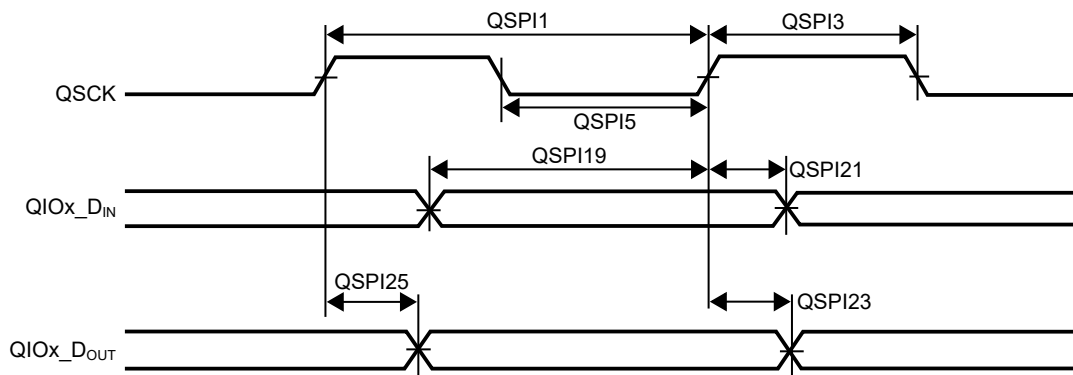 QSPI1
QSPI3
QSCK
QSPI5
QSPI19
QSPI21
QIOx_DIN
QSPI25
QSPI23
QIOx_DOUT